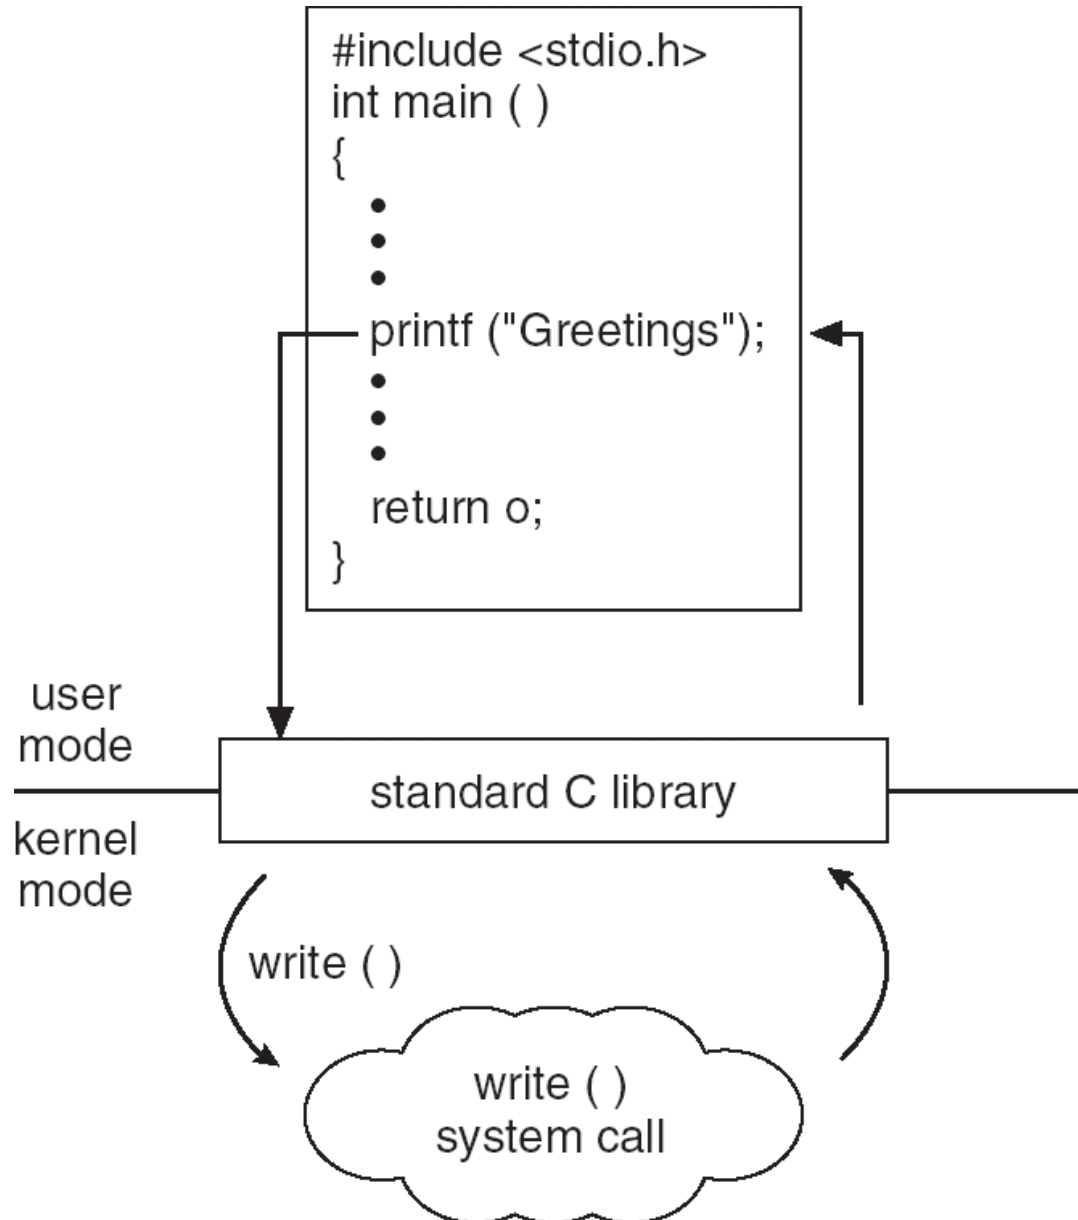 #include <stdio.h>
int main ( )
{
•
•
•
printf ("Greetings");
•
•
•
return o;
}
user
mode
standard C library
kernel
mode
write ( )
write ( )
system call